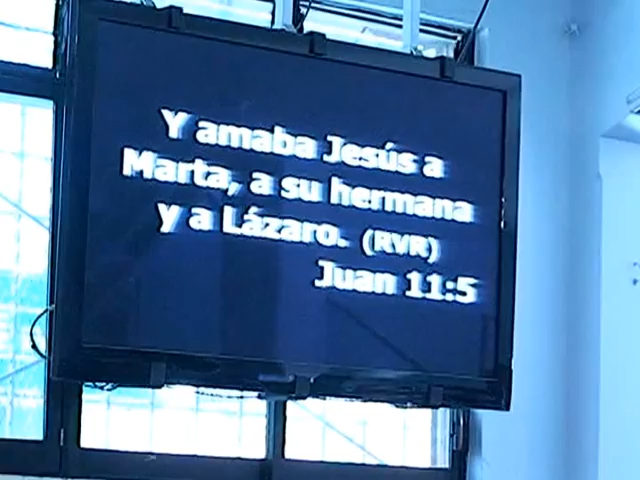 Y amaba Jesús a
Marta, a su hermana
y a Lázaro. (RVR)
Juan 11:5